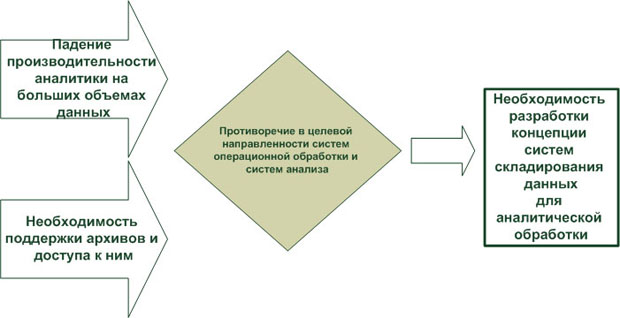 Падение
производительности
аналитики на
больших объемах
данных
Необходимость
поддержки архивов и
доступа к ним
Противоречие в целевой
направленности систем
операционной обработки и
систем анализа
Необходимость
разработки
концепции
систем
складирования
данных
для
аналитической
обработки